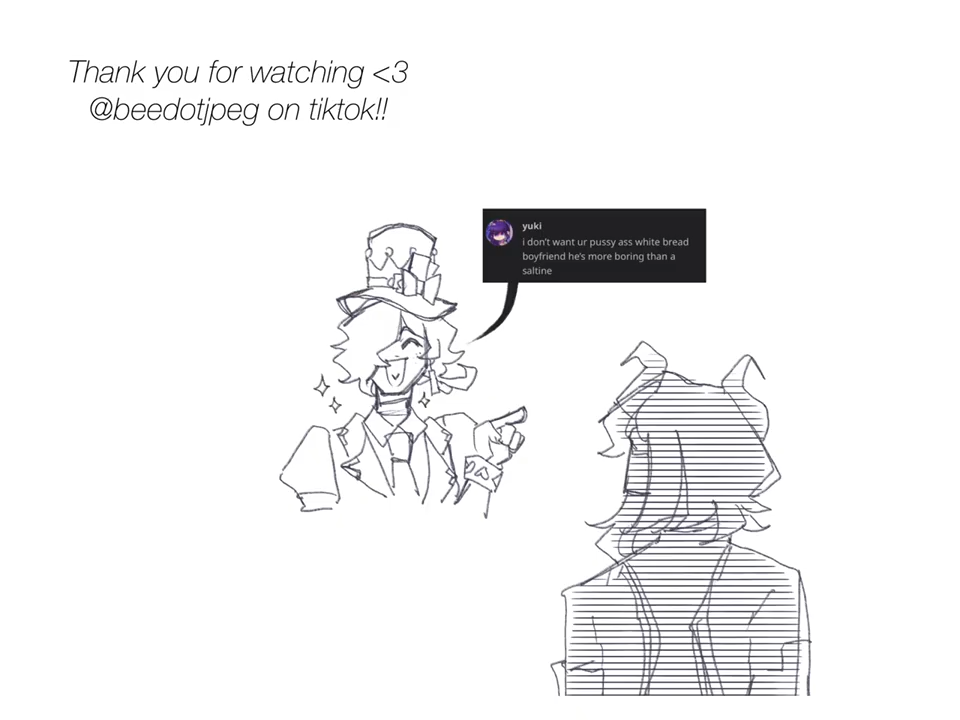 Thank you for watching <3
@beedotjpeg on tiktok!!
yuki
i don't want ur pussy ass white bread
boyfriend he's more boring than a
saltine